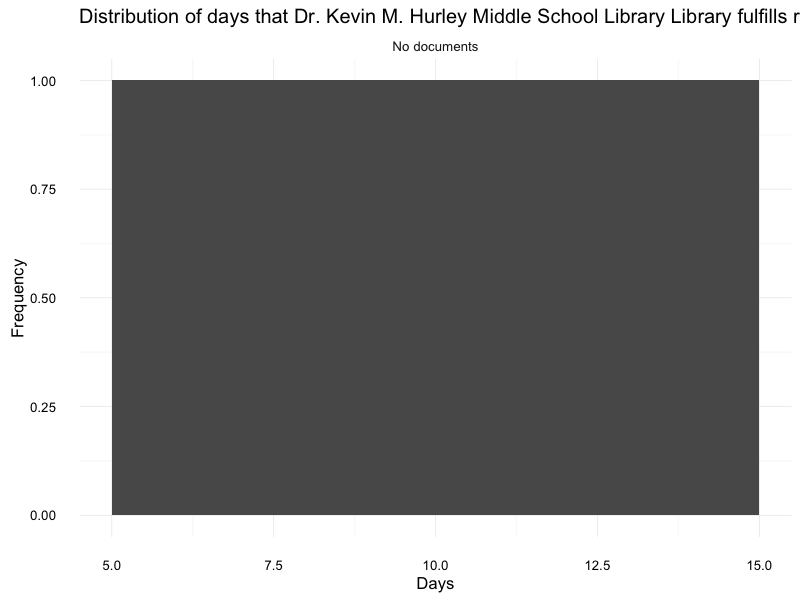 Distribution of days that Dr. Kevin M. Hurley Middle School Library Library fulfills r
No documents
1.00
0.75
0.50
0.25
0.00
Frequency
5.0 7.5 10.0 12.5 15.0
Days